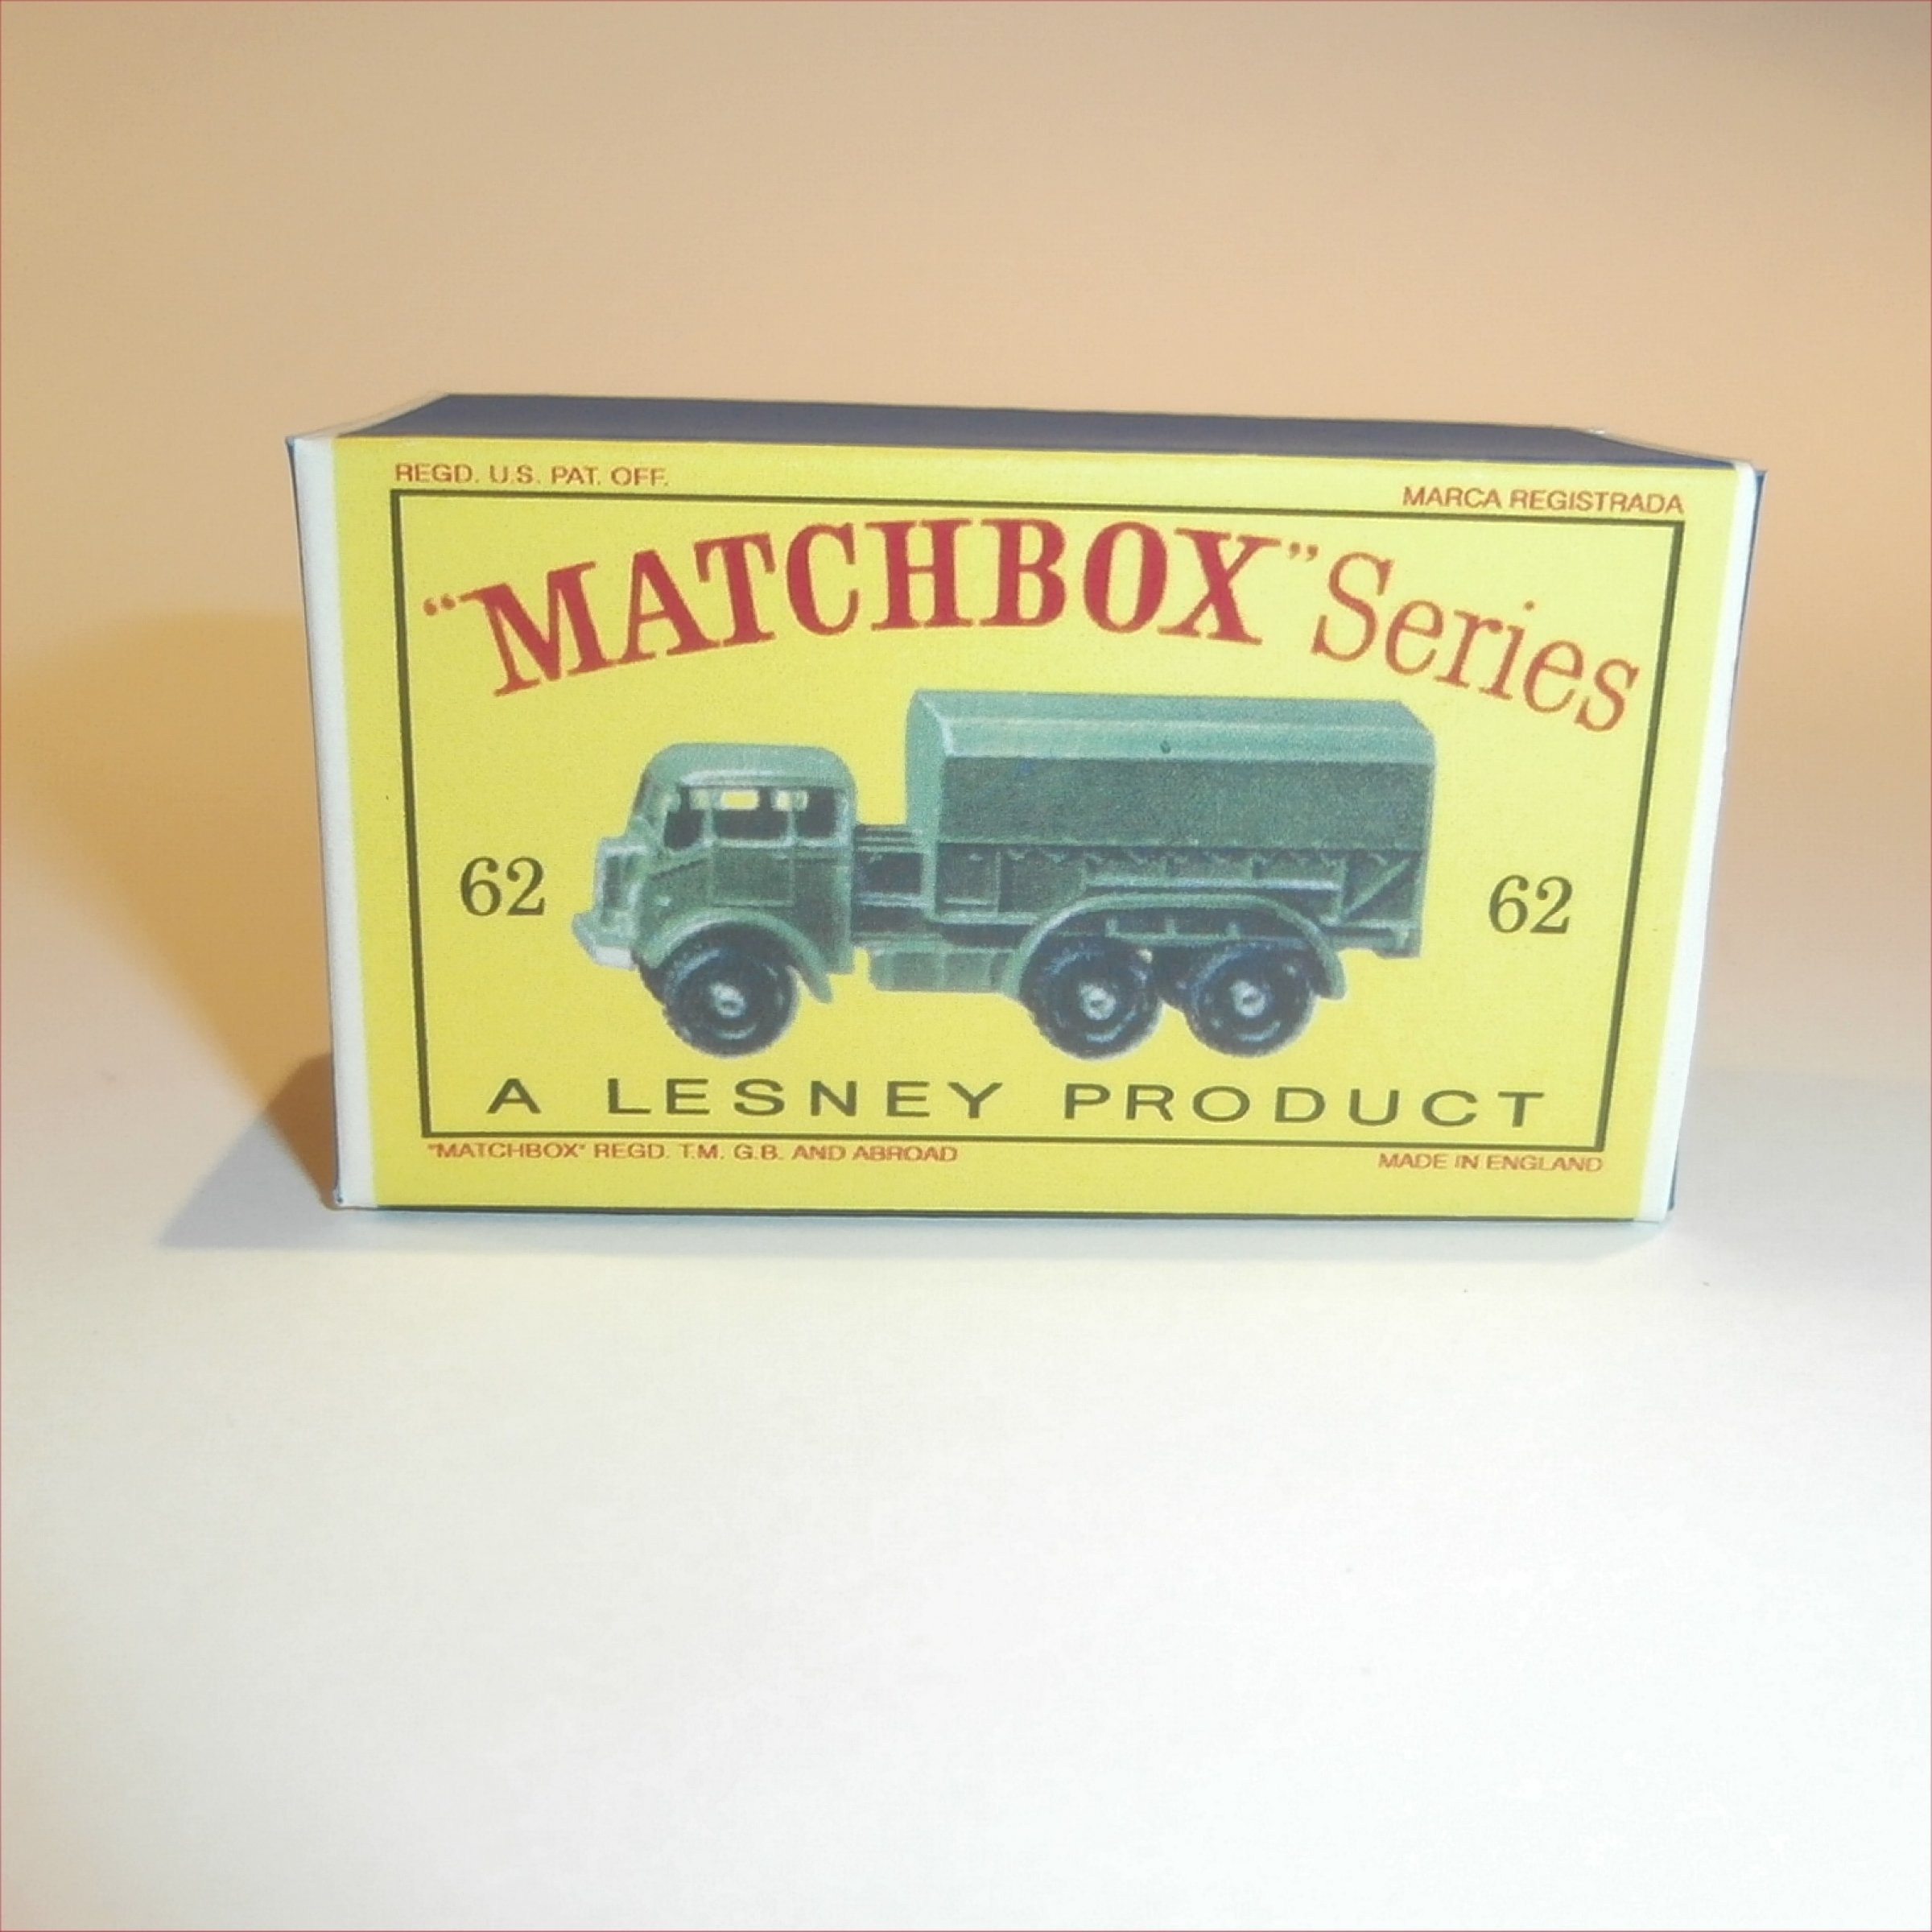 REGD. U.S. PAT. OFF.
MARCA REGISTRADA
“MATCHBOX” Series
62
62
A LESNEY PRODUCT
"MATCHBOX" REGD. T.M. G.B. AND ABROAD
MADE IN ENGLAND